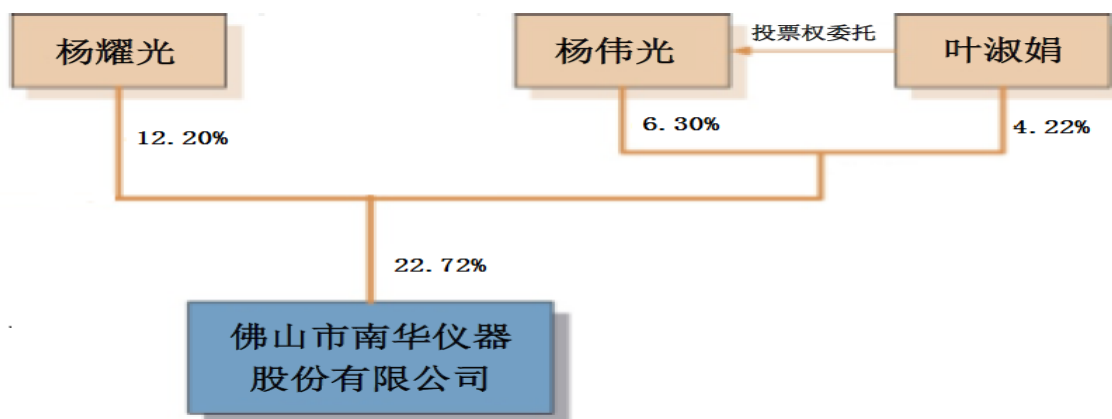 杨耀光
杨伟光
投票权委托
叶淑娟
12. 20%
6. 30%
4. 22%
22. 72%
佛山市南华仪器
股份有限公司